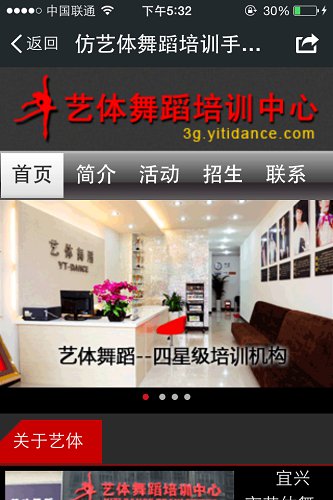 中国联通 下午5:32 30%
返回 仿艺体舞蹈培训手...
艺体舞蹈培训中心
3g.yitidance.com
首页 简介 活动 招生 联系
艺体舞蹈
YT-DANCE
艺体舞蹈--四星级培训机构
关于艺体
艺体舞蹈培训中心
宜兴